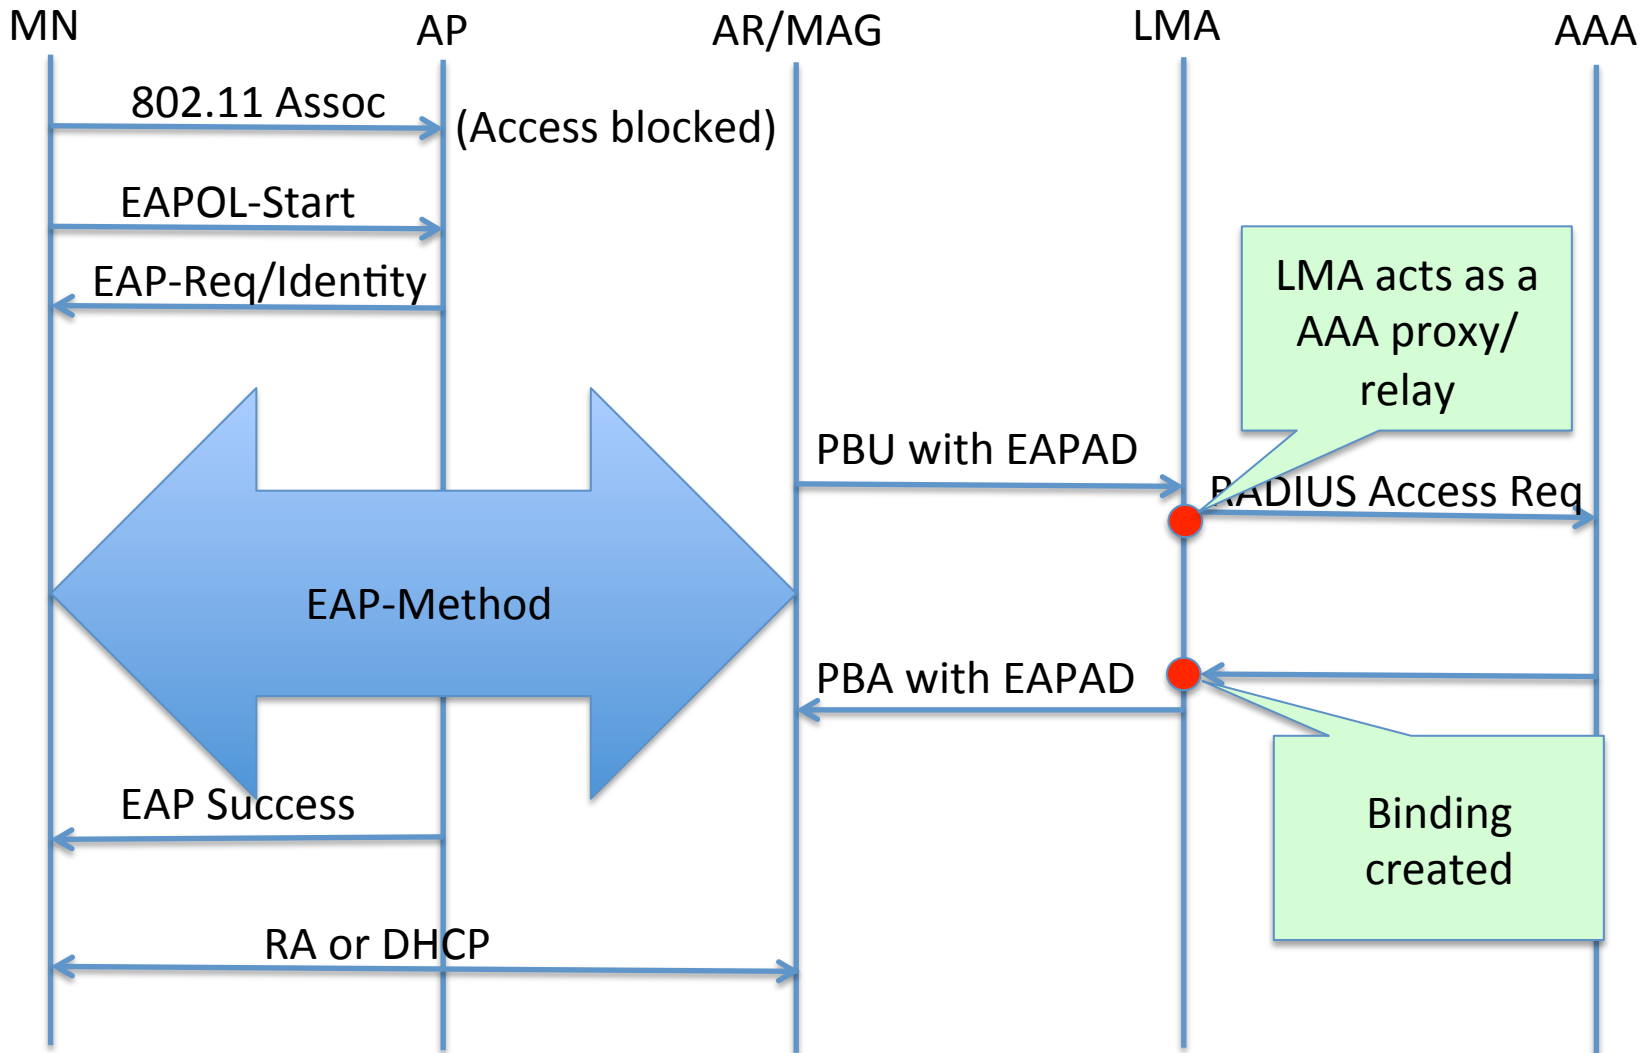 MN
AP
AR/MAG
LMA
AAA
802.11 Assoc
(Access blocked)
EAPOL-Start
EAP-Req/Identity
LMA acts as a
AAA proxy/
relay
PBU with EAPAD
RADIUS Access Req
EAP-Method
PBA with EAPAD
EAP Success
Binding
created
RA or DHCP